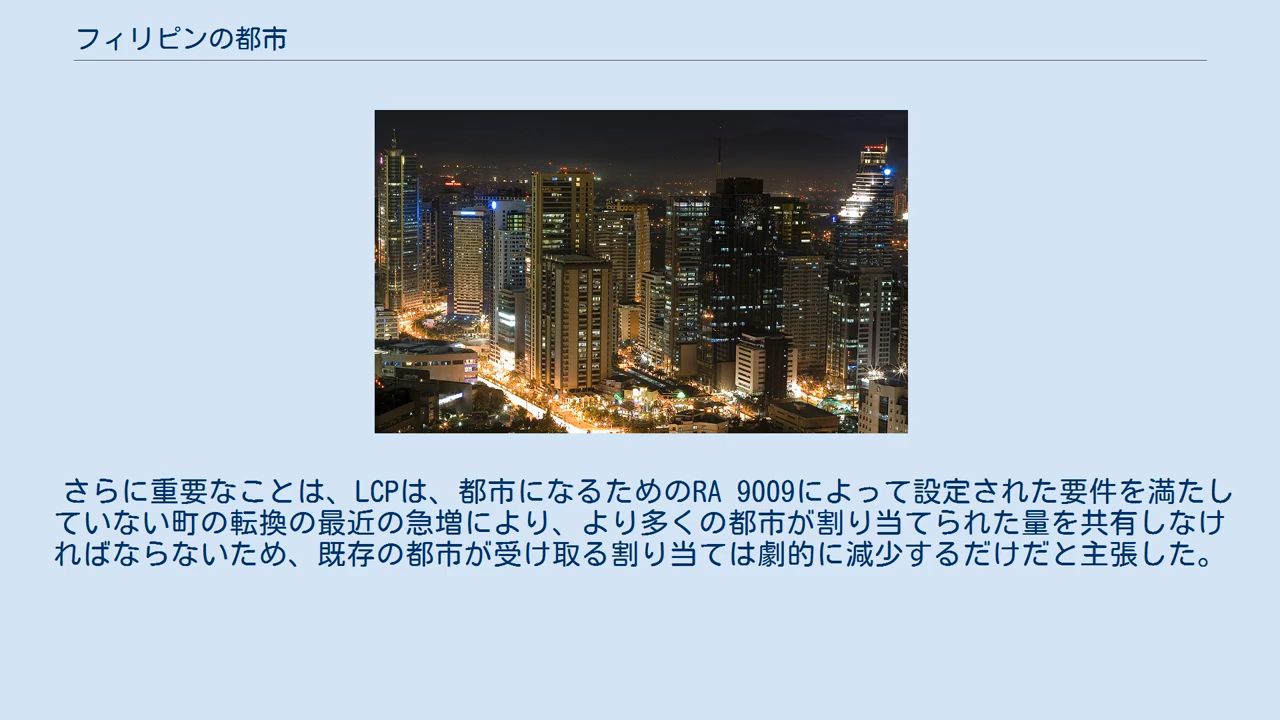 フィリピンの都市
さらに重要なことは、LCPは、都市になるためのRA 9009によって設定された要件を満たし
ていない町の転換の最近の急増により、より多くの都市が割り当てられた量を共有しなけ
ればならないため、既存の都市が受け取る割り当ては劇的に減少するだけだと主張した。